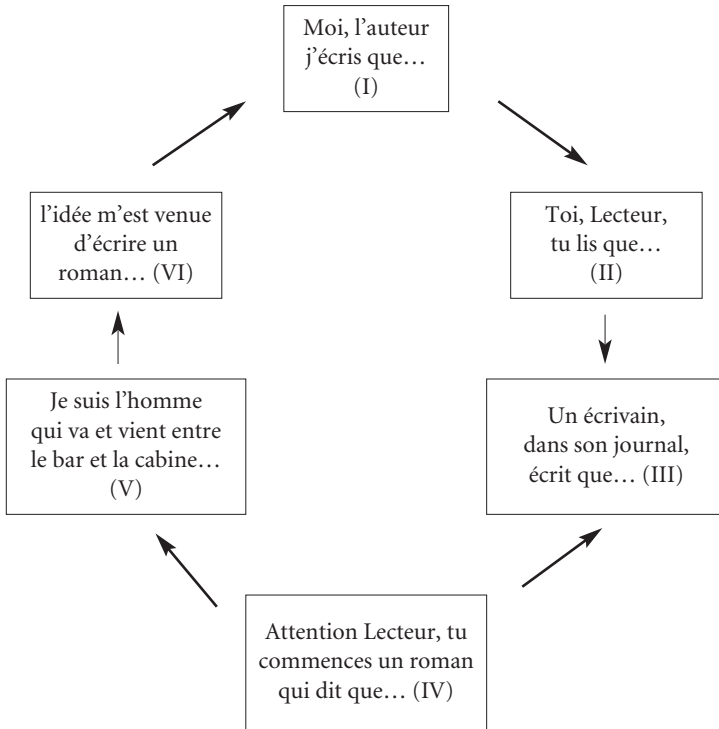 Moi, l'auteur
j'écris que…
(I)
l'idée m'est venue
d'écrire un
roman… (VI)
Toi, Lecteur,
tu lis que…
(II)
Je suis l'homme
qui va et vient entre
le bar et la cabine…
(V)
Un écrivain,
dans son journal,
écrit que… (III)
Attention Lecteur, tu
commences un roman
qui dit que… (IV)